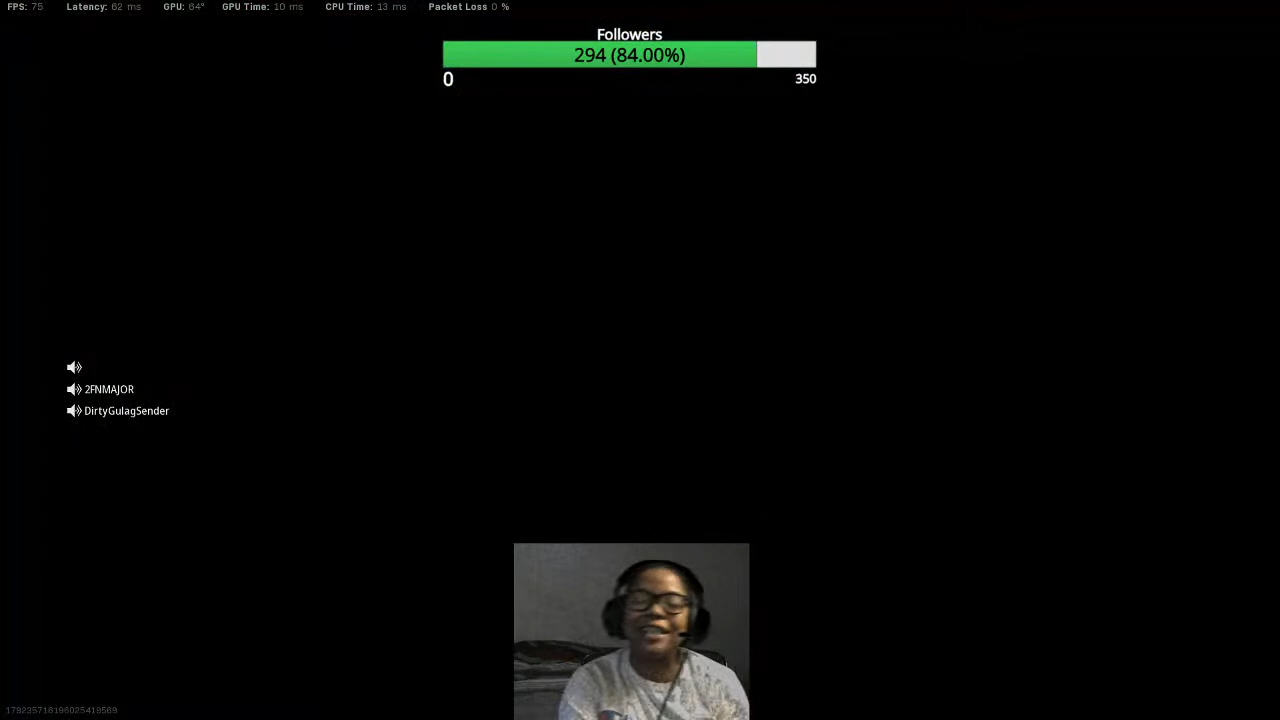 FPS: 75 Latency: 62 ms GPU: 64° GPU Time: 10 ms CPU Time: 13 ms Packet Loss 0 %
Followers
294 (84.00%)
0 350
2FNMAJOR
DirtyGulagSender